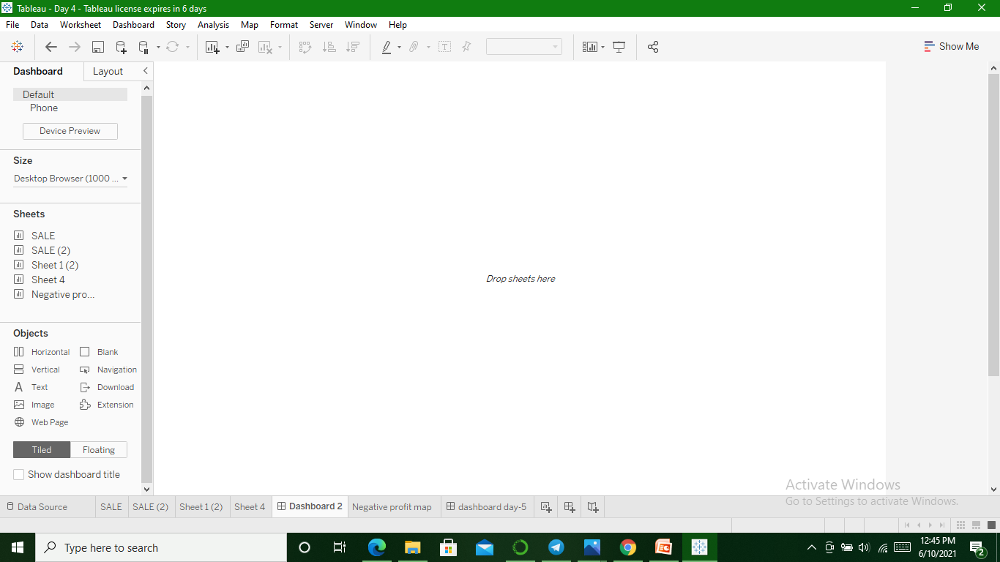 Tableau - Day 4 - Tableau license expires in 6 days
File Data Worksheet Dashboard Story Analysis Map Format Server Window Help
Show Me
Dashboard Layout
Default
Phone
Device Preview
Size
Desktop Browser (1000 ...
Sheets
SALE
SALE (2)
Sheet 1 (2)
Sheet 4
Negative pro...
Objects
Horizontal Blank
Vertical Navigation
Text Download
Image Extension
Web Page
Tiled Floating
Show dashboard title
Drop sheets here
Activate Windows
Go to Settings to activate Windows.
Data Source SALE SALE (2) Sheet 1 (2) Sheet 4 Dashboard 2 Negative profit map dashboard day-5
Type here to search
12:45 PM
6/10/2021
2